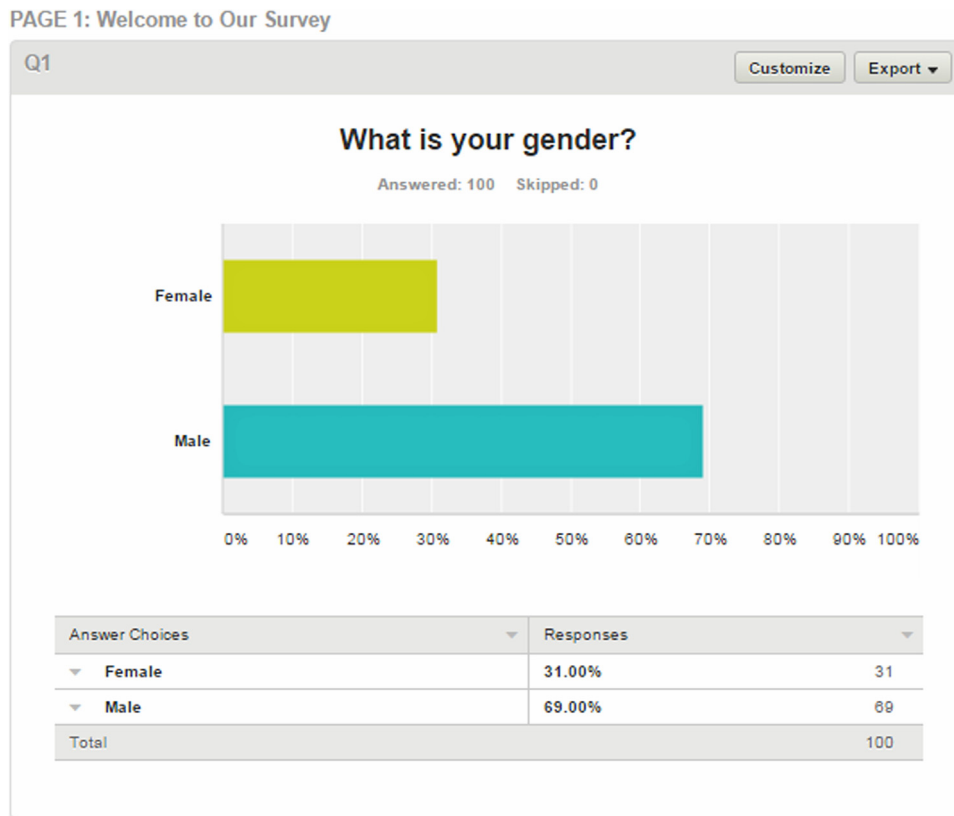 PAGE 1: Welcome to Our Survey
Q1 Customize Export
What is your gender?
Answered: 100 Skipped: 0
Female
Male
0% 10% 20% 30% 40% 50% 60% 70% 80% 90% 100%
Answer Choices Responses
Female 31.00% 31
Male 69.00% 69
Total 100